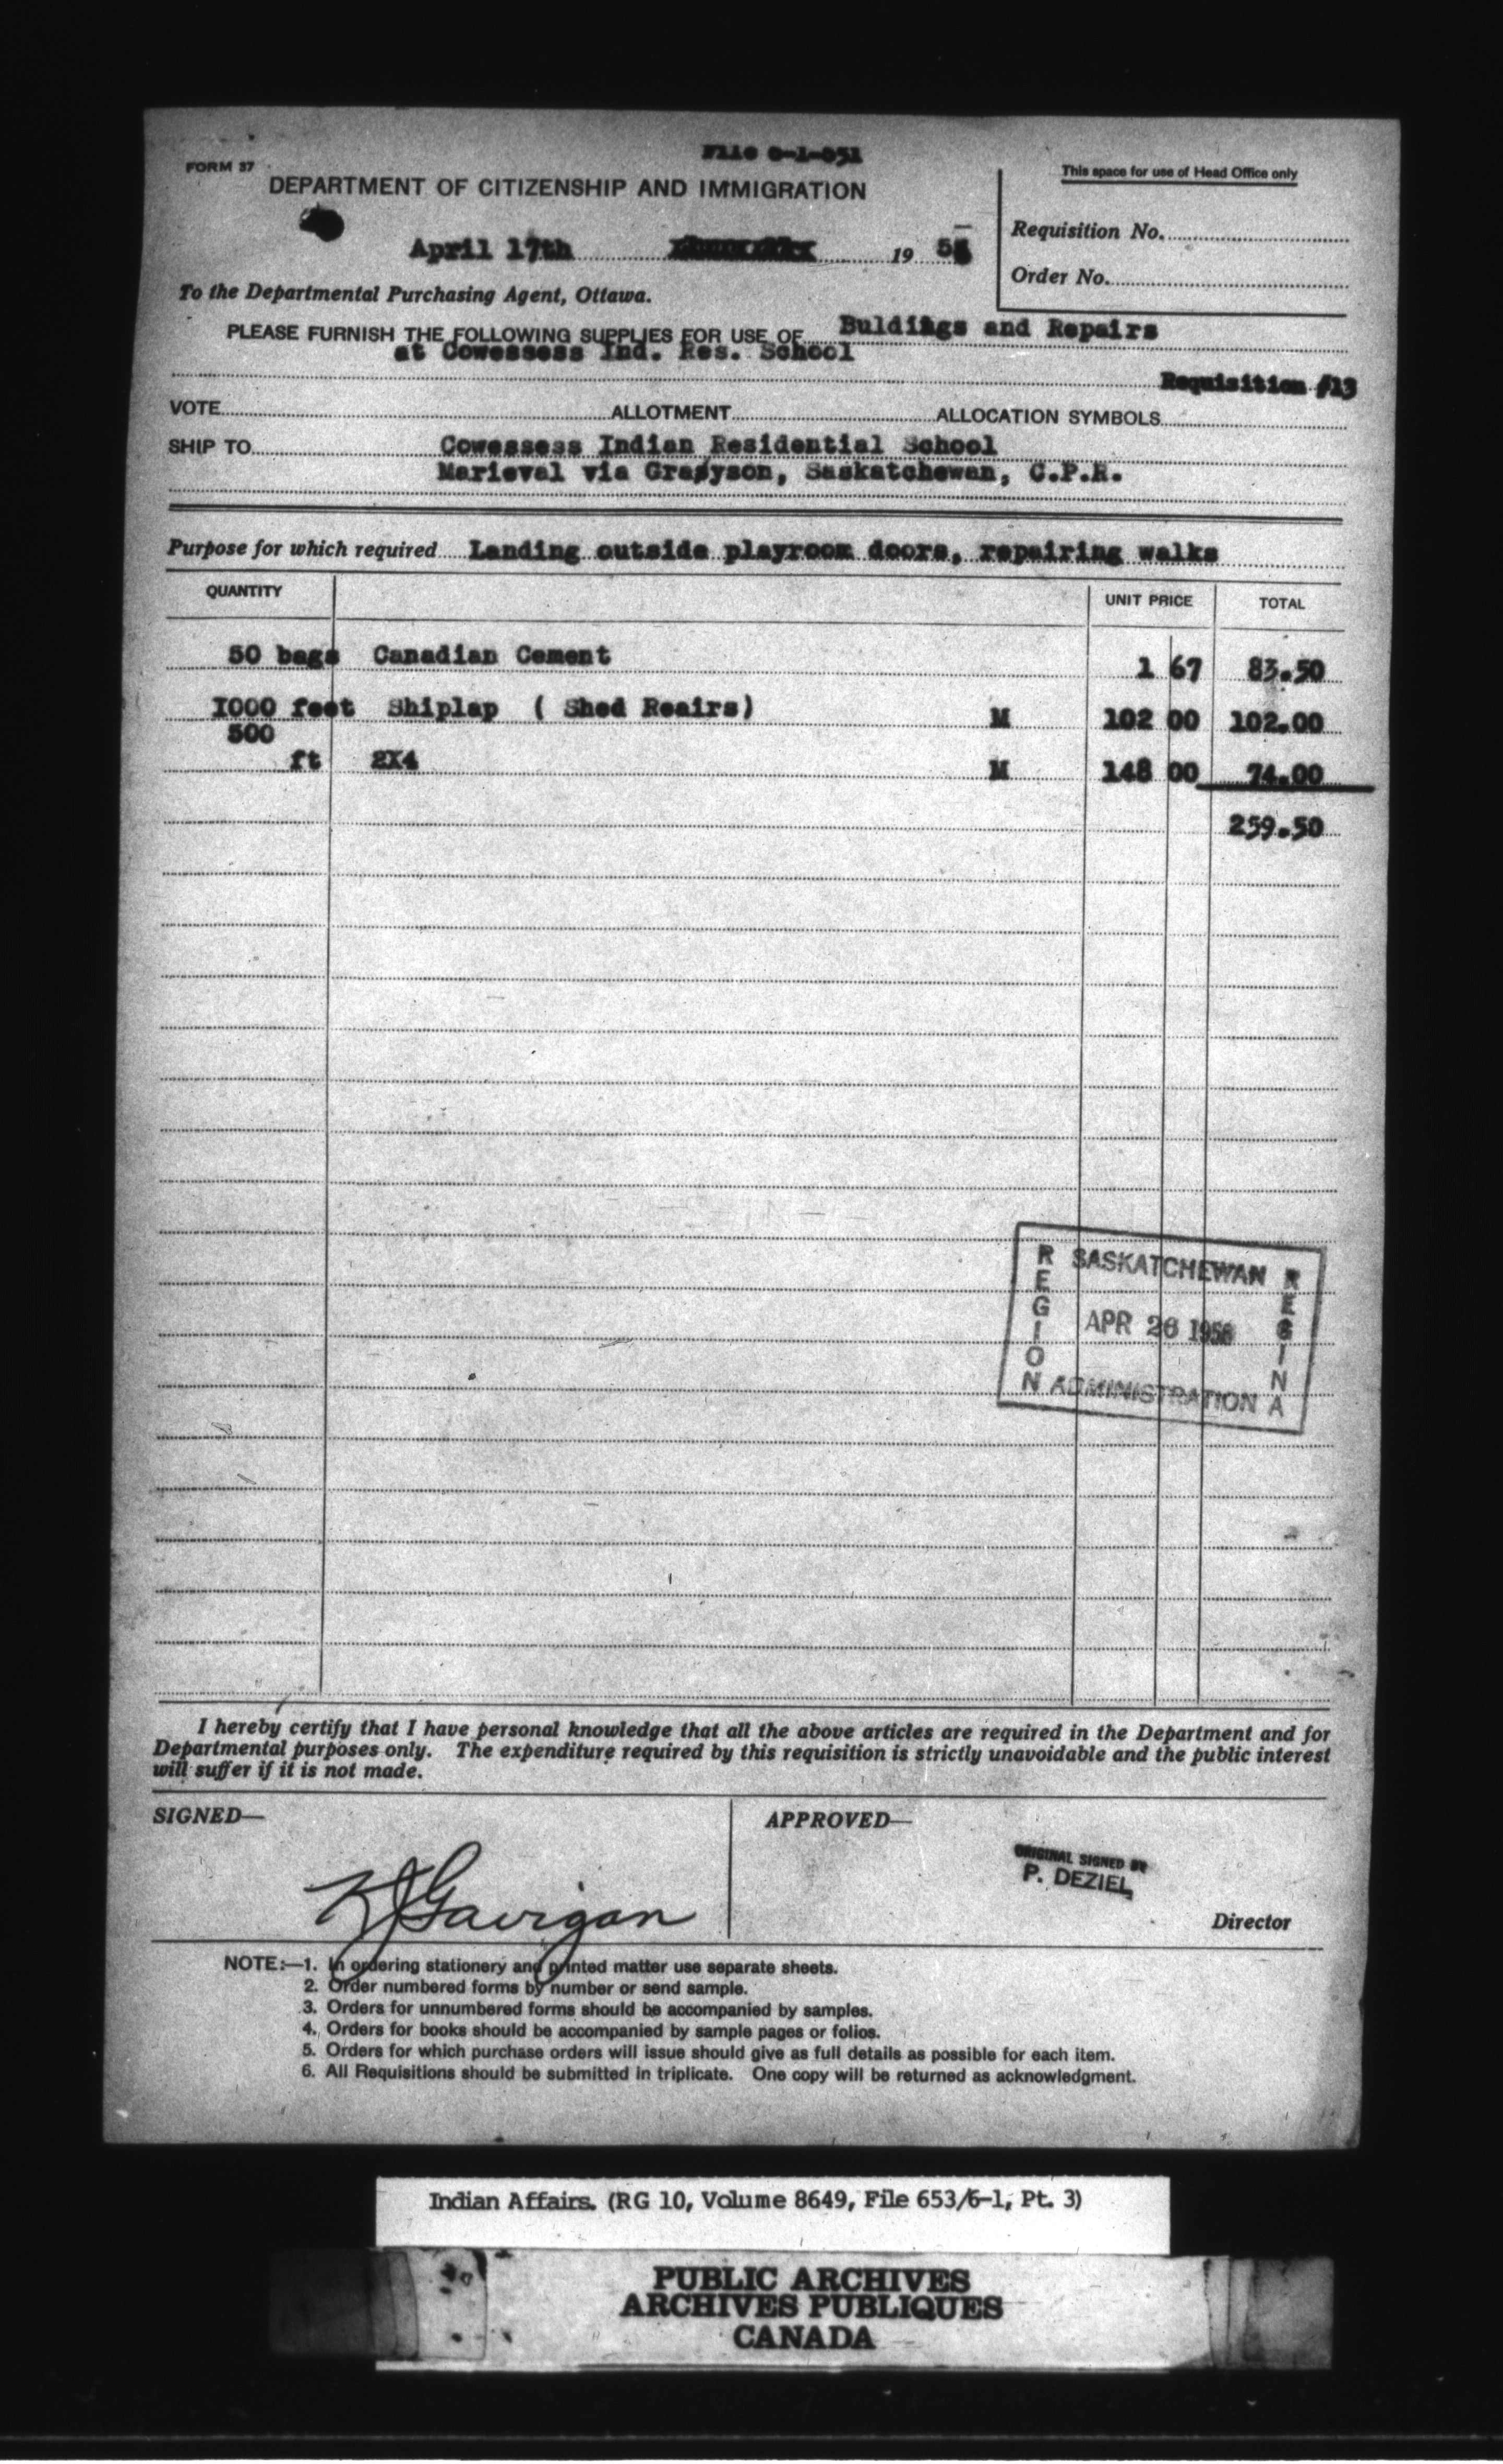 FORM 37
DEPARTMENT OF CITIZENSHIP AND IMMIGRATION
This space for use of Head Office only
April 17th 19 5
Requisition No.
Order No.
To the Departmental Purchasing Agent, Ottawa.
PLEASE FURNISH THE FOLLOWING SUPPLIES FOR USE OF Buldings and Repairs
at Cowessess Ind. Res. School
Requisition #13
VOTE ALLOTMENT ALLOCATION SYMBOLS
SHIP TO Cowessess Indian Residential School
Marieval via Grayson, Saskatchewan, C.P.R.
Purpose for which required Landing outside playroom doors, repairing walks
QUANTITY UNIT PRICE TOTAL
50 bags Canadian Cement 1 67 83.50
1000 feet Shiplap ( Shed Reairs) M 102 00 102.00
500
ft 2X4 M 148 00 74.00
259.50
REGION
SASKATCHEWAN
REGINA
APR 26 1956
ADMINISTRATION
I hereby certify that I have personal knowledge that all the above articles are required in the Department and for
Departmental purposes only. The expenditure required by this requisition is strictly unavoidable and the public interest
will suffer if it is not made.
SIGNED—
APPROVED—
Gavigan
ORIGINAL SIGNED BY
P. DEZIEL
Director
NOTE:—1. In ordering stationery and printed matter use separate sheets.
2. Order numbered forms by number or send sample.
3. Orders for unnumbered forms should be accompanied by samples.
4. Orders for books should be accompanied by sample pages or folios.
5. Orders for which purchase orders will issue should give as full details as possible for each item.
6. All Requisitions should be submitted in triplicate. One copy will be returned as acknowledgment.
Indian Affairs. (RG 10, Volume 8649, File 653/6-1, Pt. 3)
PUBLIC ARCHIVES
ARCHIVES PUBLIQUES
CANADA